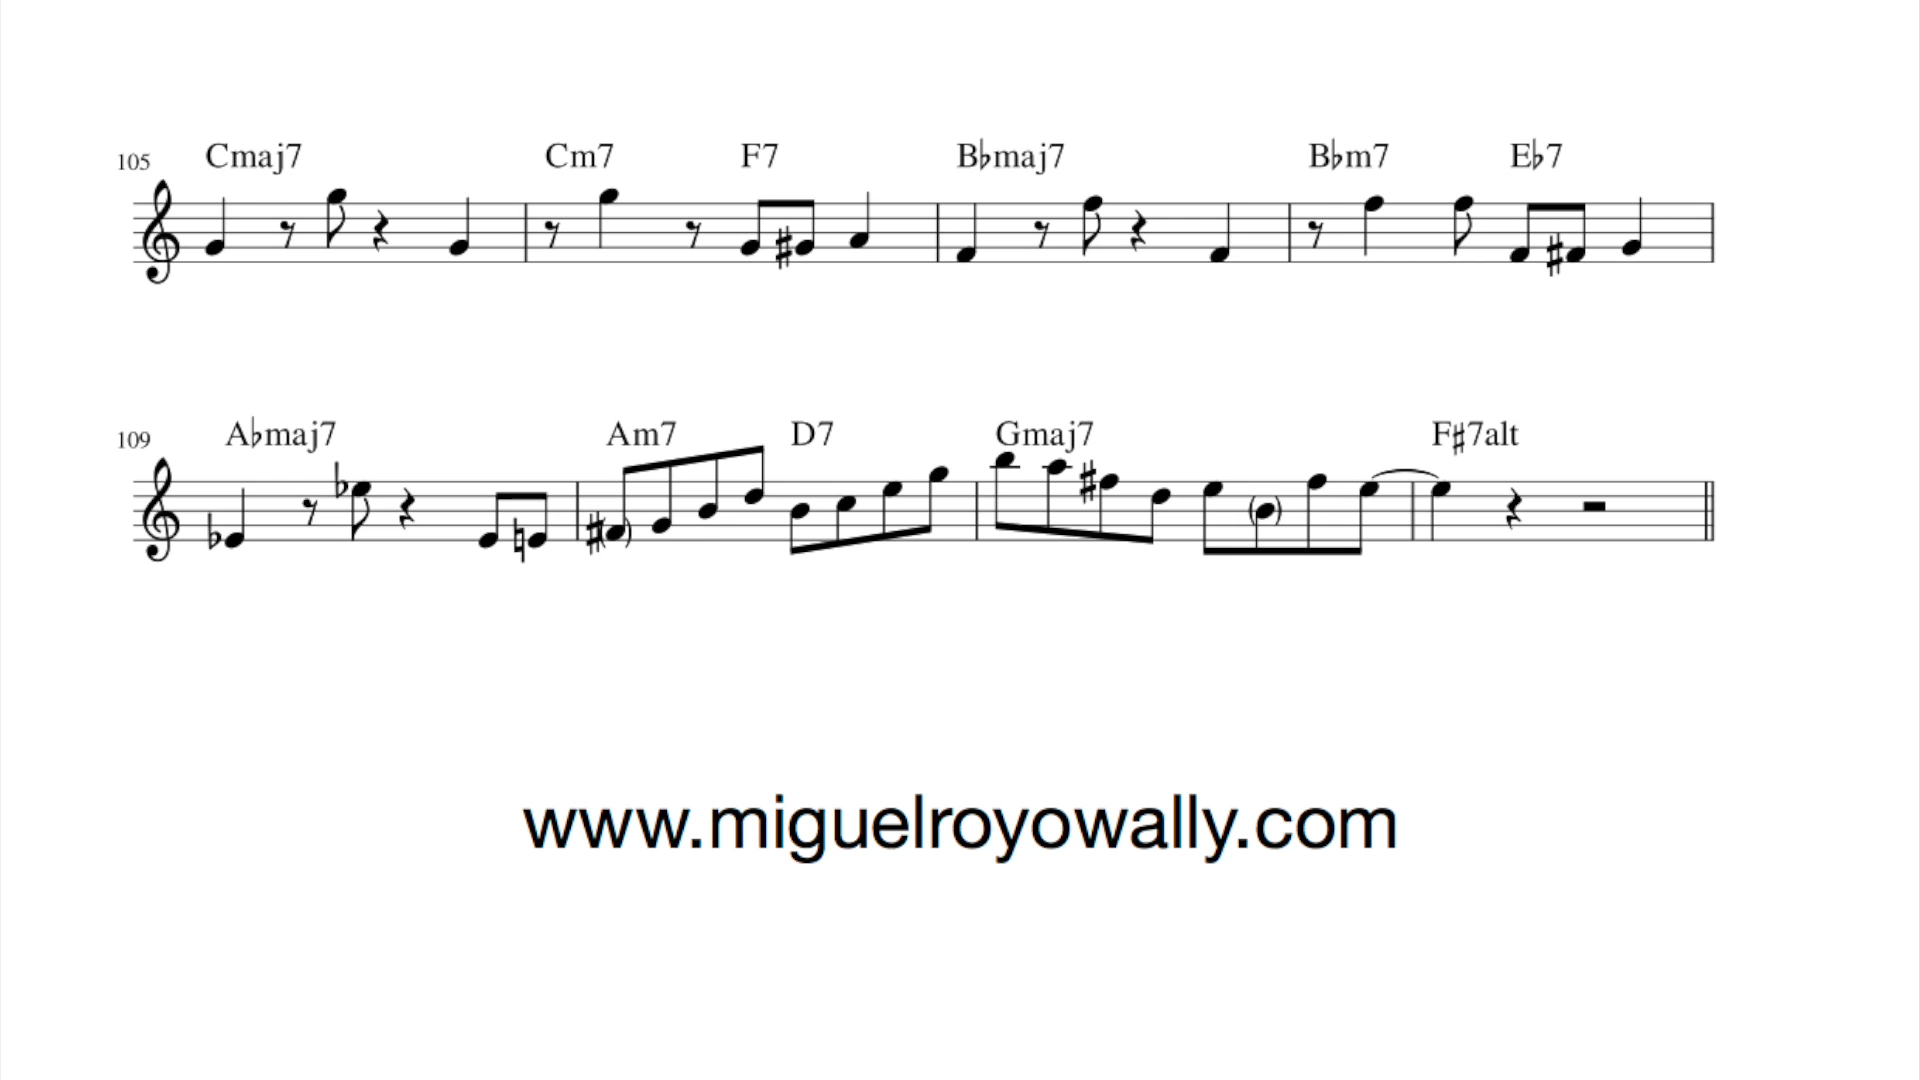 105 Cmaj7 Cm7 F7 B♭maj7 B♭m7 E♭7
109 A♭maj7 Am7 D7 Gmaj7 F♯7alt
www.miguelroyowally.com